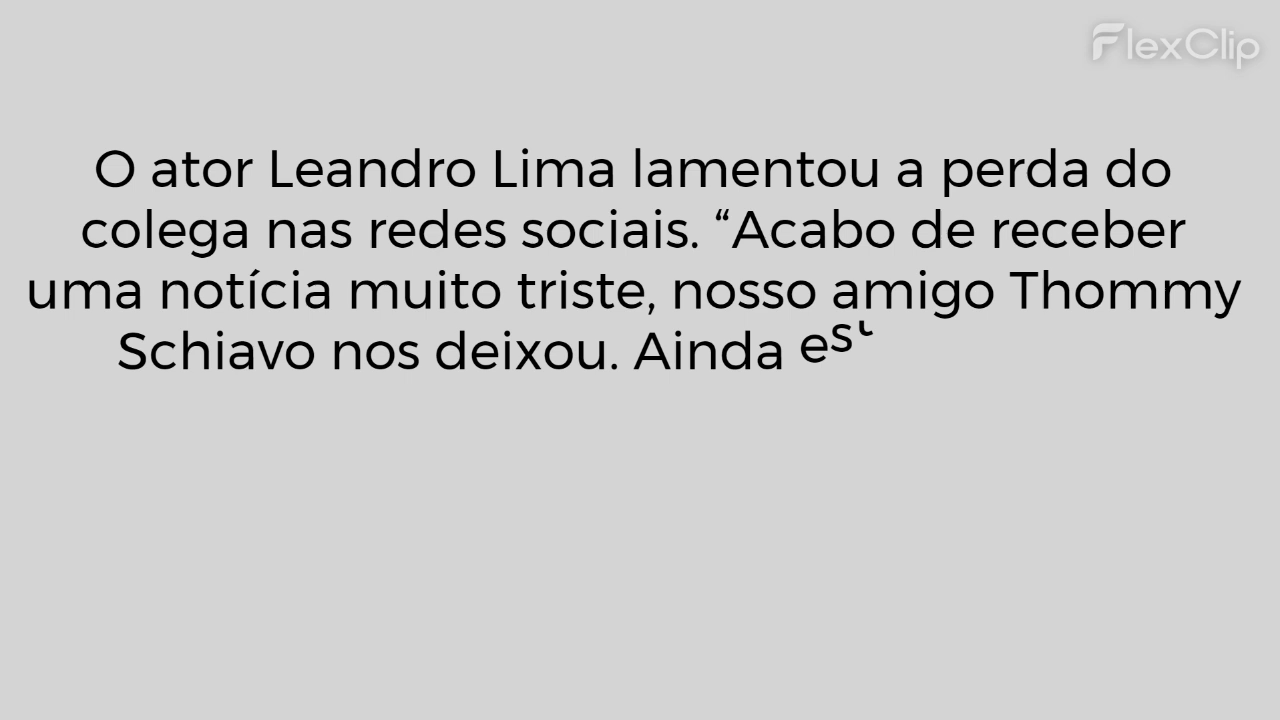 FlexClip
O ator Leandro Lima lamentou a perda do
colega nas redes sociais. “Acabo de receber
uma notícia muito triste, nosso amigo Thommy
Schiavo nos deixou. Ainda